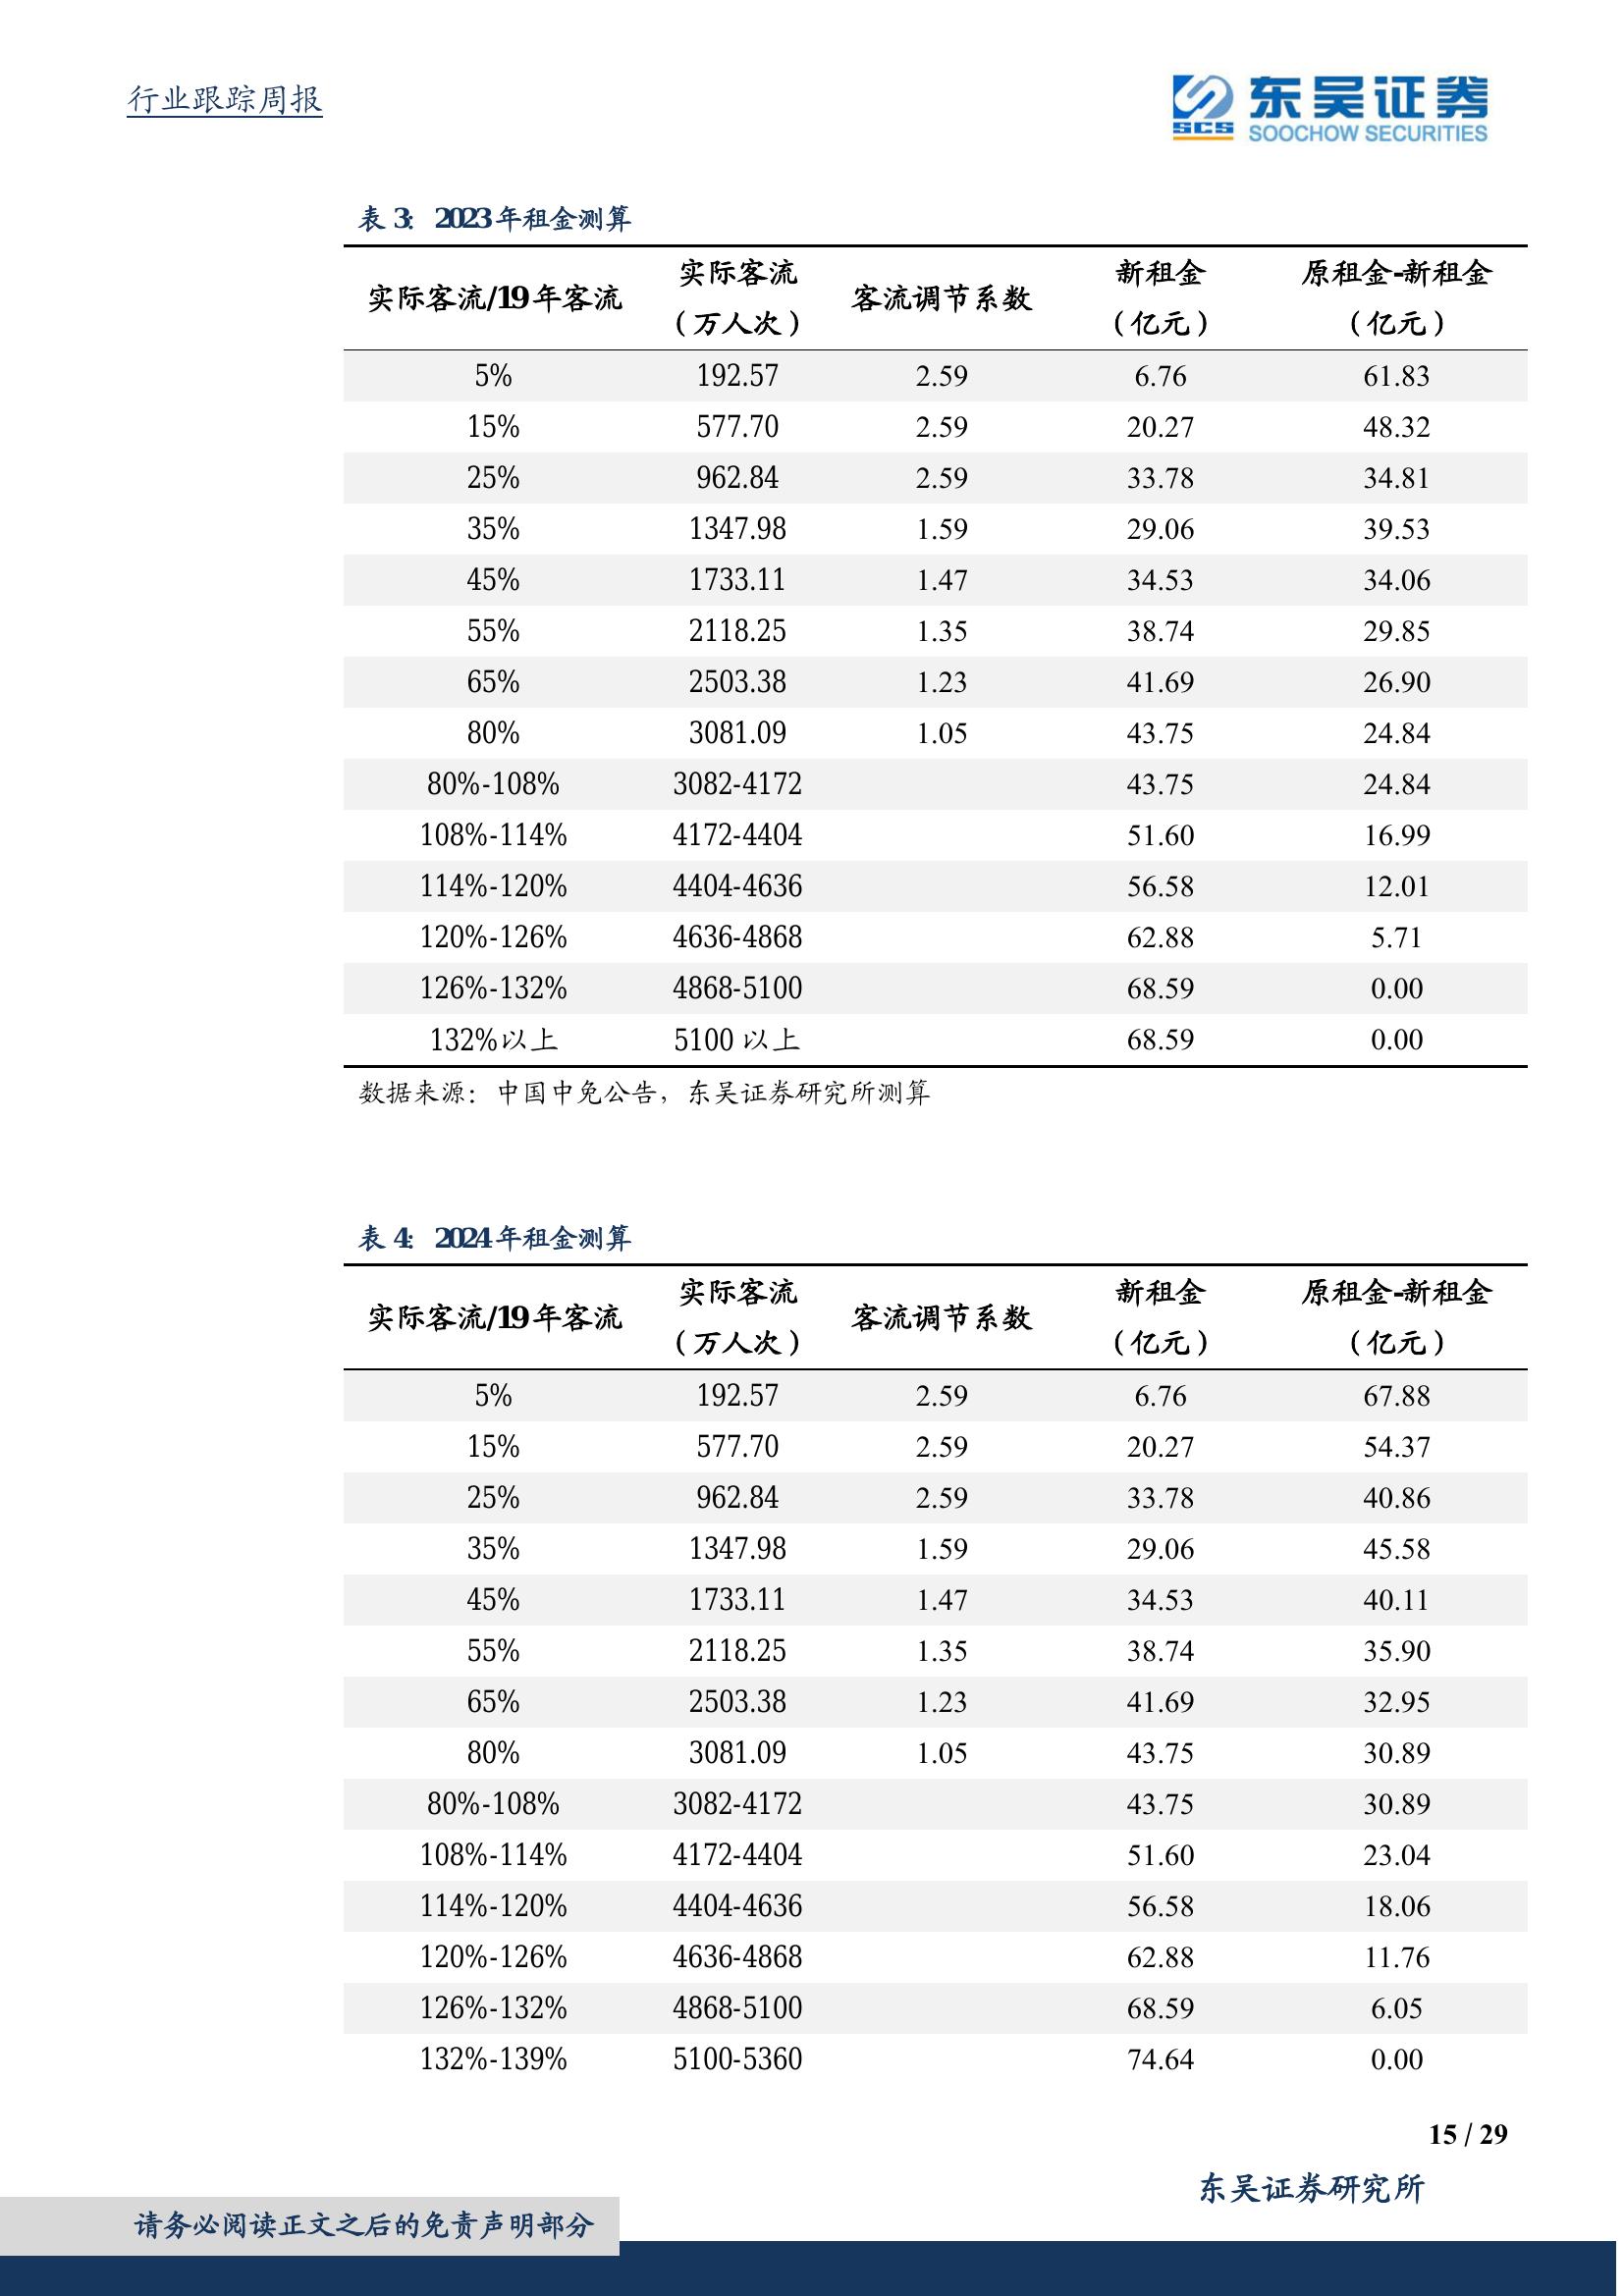 行业跟踪周报
东吴证券
SCS
SOOCHOW SECURITIES
表 3： 2023 年租金测算
实际客流/19 年客流 实际客流（万人次） 客流调节系数 新租金（亿元） 原租金-新租金（亿元）
5% 192.57 2.59 6.76 61.83
15% 577.70 2.59 20.27 48.32
25% 962.84 2.59 33.78 34.81
35% 1347.98 1.59 29.06 39.53
45% 1733.11 1.47 34.53 34.06
55% 2118.25 1.35 38.74 29.85
65% 2503.38 1.23 41.69 26.90
80% 3081.09 1.05 43.75 24.84
80%-108% 3082-4172 43.75 24.84
108%-114% 4172-4404 51.60 16.99
114%-120% 4404-4636 56.58 12.01
120%-126% 4636-4868 62.88 5.71
126%-132% 4868-5100 68.59 0.00
132%以上 5100 以上 68.59 0.00
数据来源：中国中免公告，东吴证券研究所测算
表 4： 2024 年租金测算
实际客流/19 年客流 实际客流（万人次） 客流调节系数 新租金（亿元） 原租金-新租金（亿元）
5% 192.57 2.59 6.76 67.88
15% 577.70 2.59 20.27 54.37
25% 962.84 2.59 33.78 40.86
35% 1347.98 1.59 29.06 45.58
45% 1733.11 1.47 34.53 40.11
55% 2118.25 1.35 38.74 35.90
65% 2503.38 1.23 41.69 32.95
80% 3081.09 1.05 43.75 30.89
80%-108% 3082-4172 43.75 30.89
108%-114% 4172-4404 51.60 23.04
114%-120% 4404-4636 56.58 18.06
120%-126% 4636-4868 62.88 11.76
126%-132% 4868-5100 68.59 6.05
132%-139% 5100-5360 74.64 0.00
15 / 29
东吴证券研究所
请务必阅读正文之后的免责声明部分